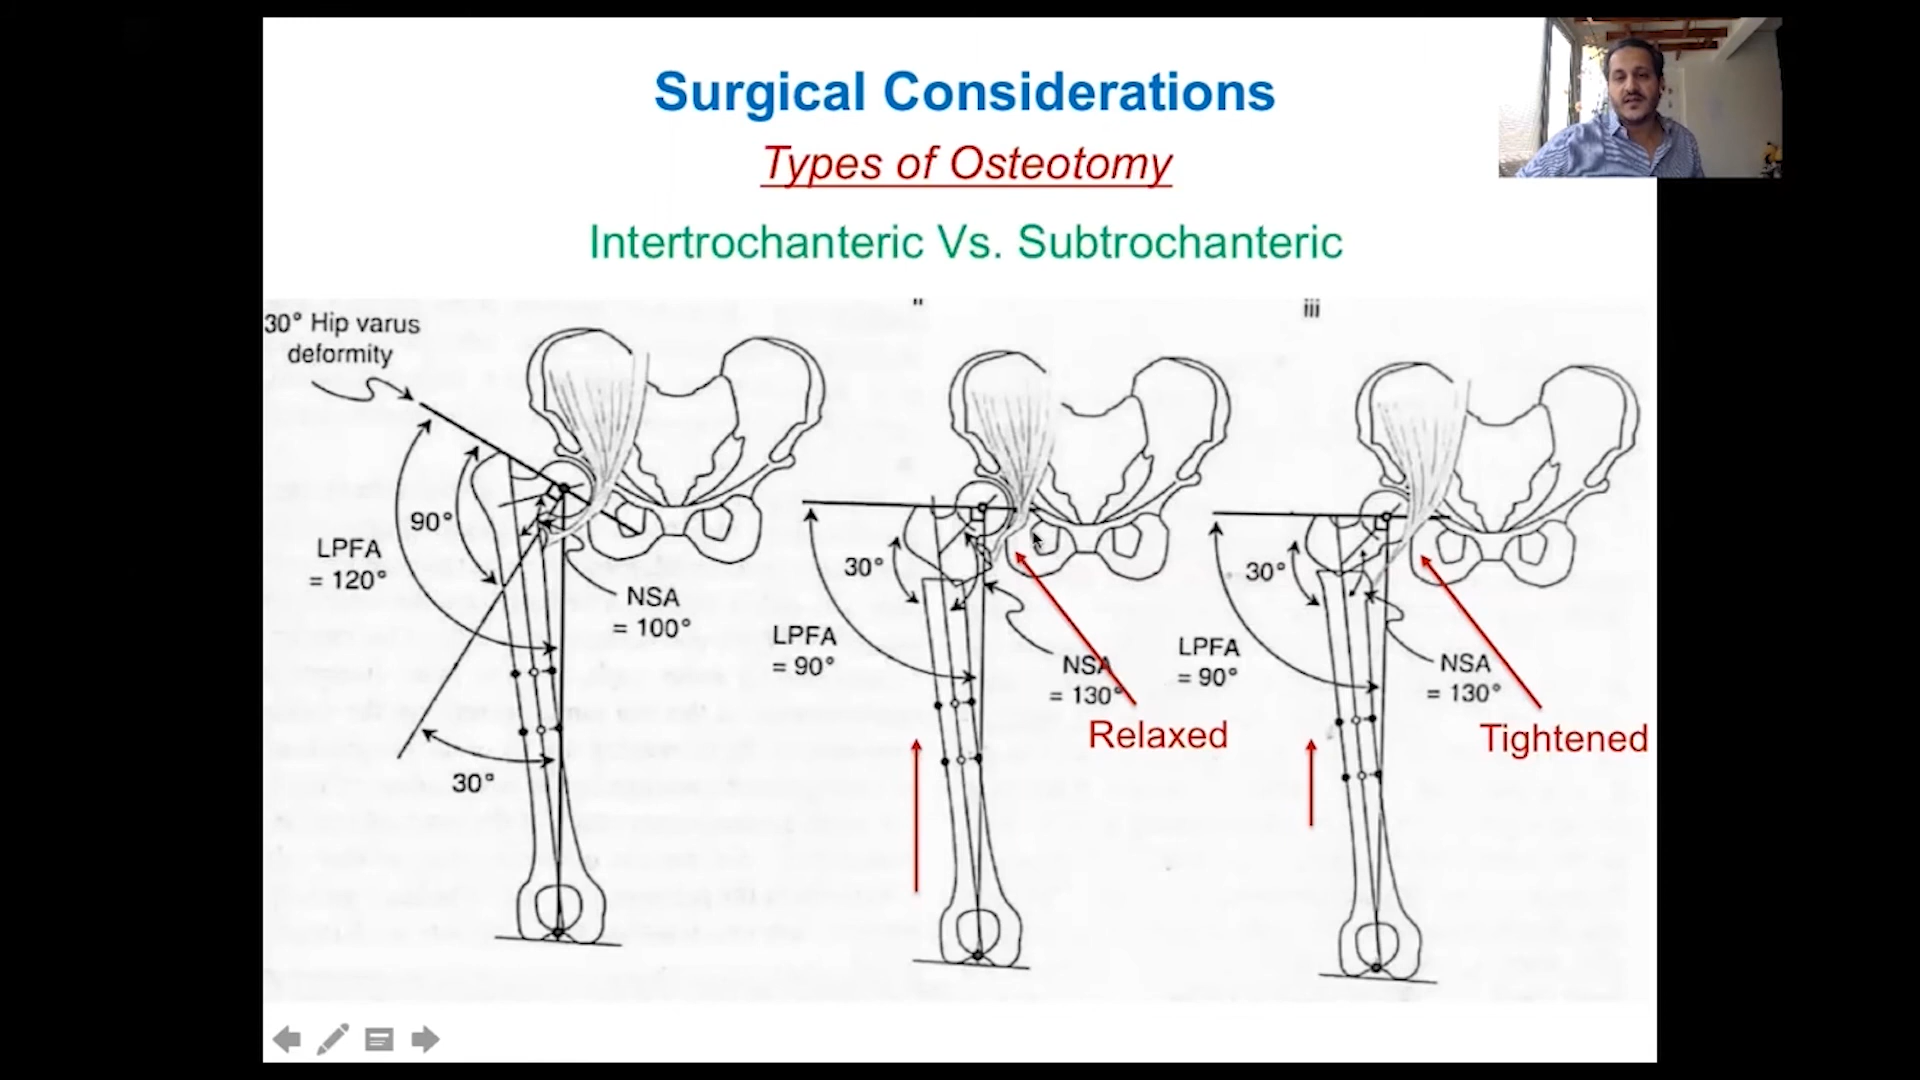 Surgical Considerations
Types of Osteotomy
Intertrochanteric Vs. Subtrochanteric
30° Hip varus
deformity
90°
LPFA
= 120°
NSA
= 100°
30°
30°
LPFA
= 90°
NSA
= 130°
Relaxed
iii
30°
LPFA
= 90°
NSA
= 130°
Tightened